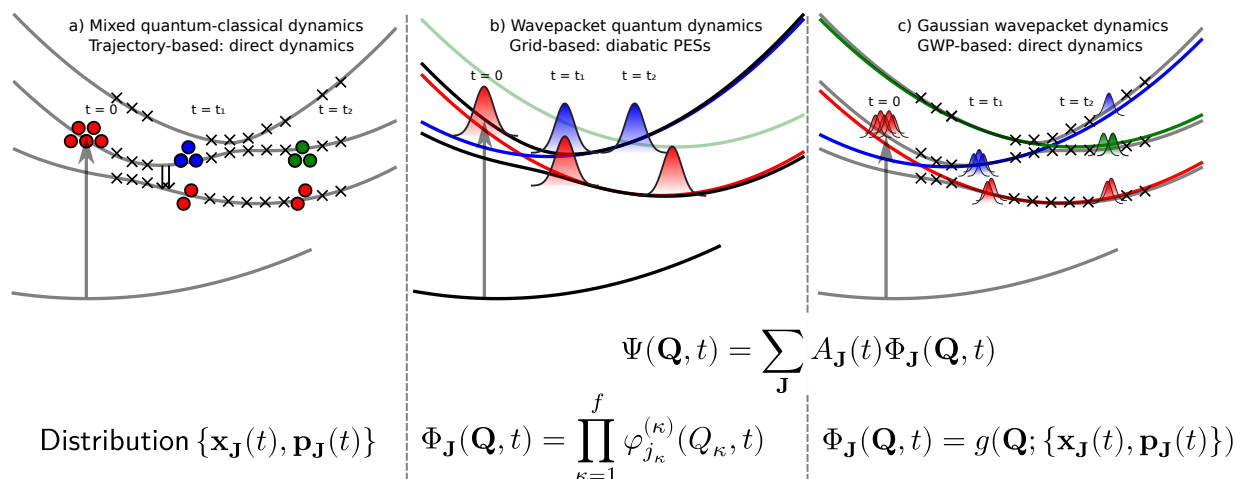 a) Mixed quantum-classical dynamics
Trajectory-based: direct dynamics
t = 0
t = t₁
t = t₂
b) Wavepacket quantum dynamics
Grid-based: diabatic PESs
t = 0
t = t₁
t = t₂
c) Gaussian wavepacket dynamics
GWP-based: direct dynamics
t = 0
t = t₁
t = t₂
Ψ(𝐐, t) = ∑_𝐉 A_𝐉(t)Φ_𝐉(𝐐, t)
Distribution {𝐱_𝐉(t), 𝐩_𝐉(t)}
Φ_𝐉(𝐐, t) = ∏_{κ=1}^{f} φ_{j_κ}^{(κ)}(Q_κ, t)
Φ_𝐉(𝐐, t) = g(𝐐; {𝐱_𝐉(t), 𝐩_𝐉(t)})